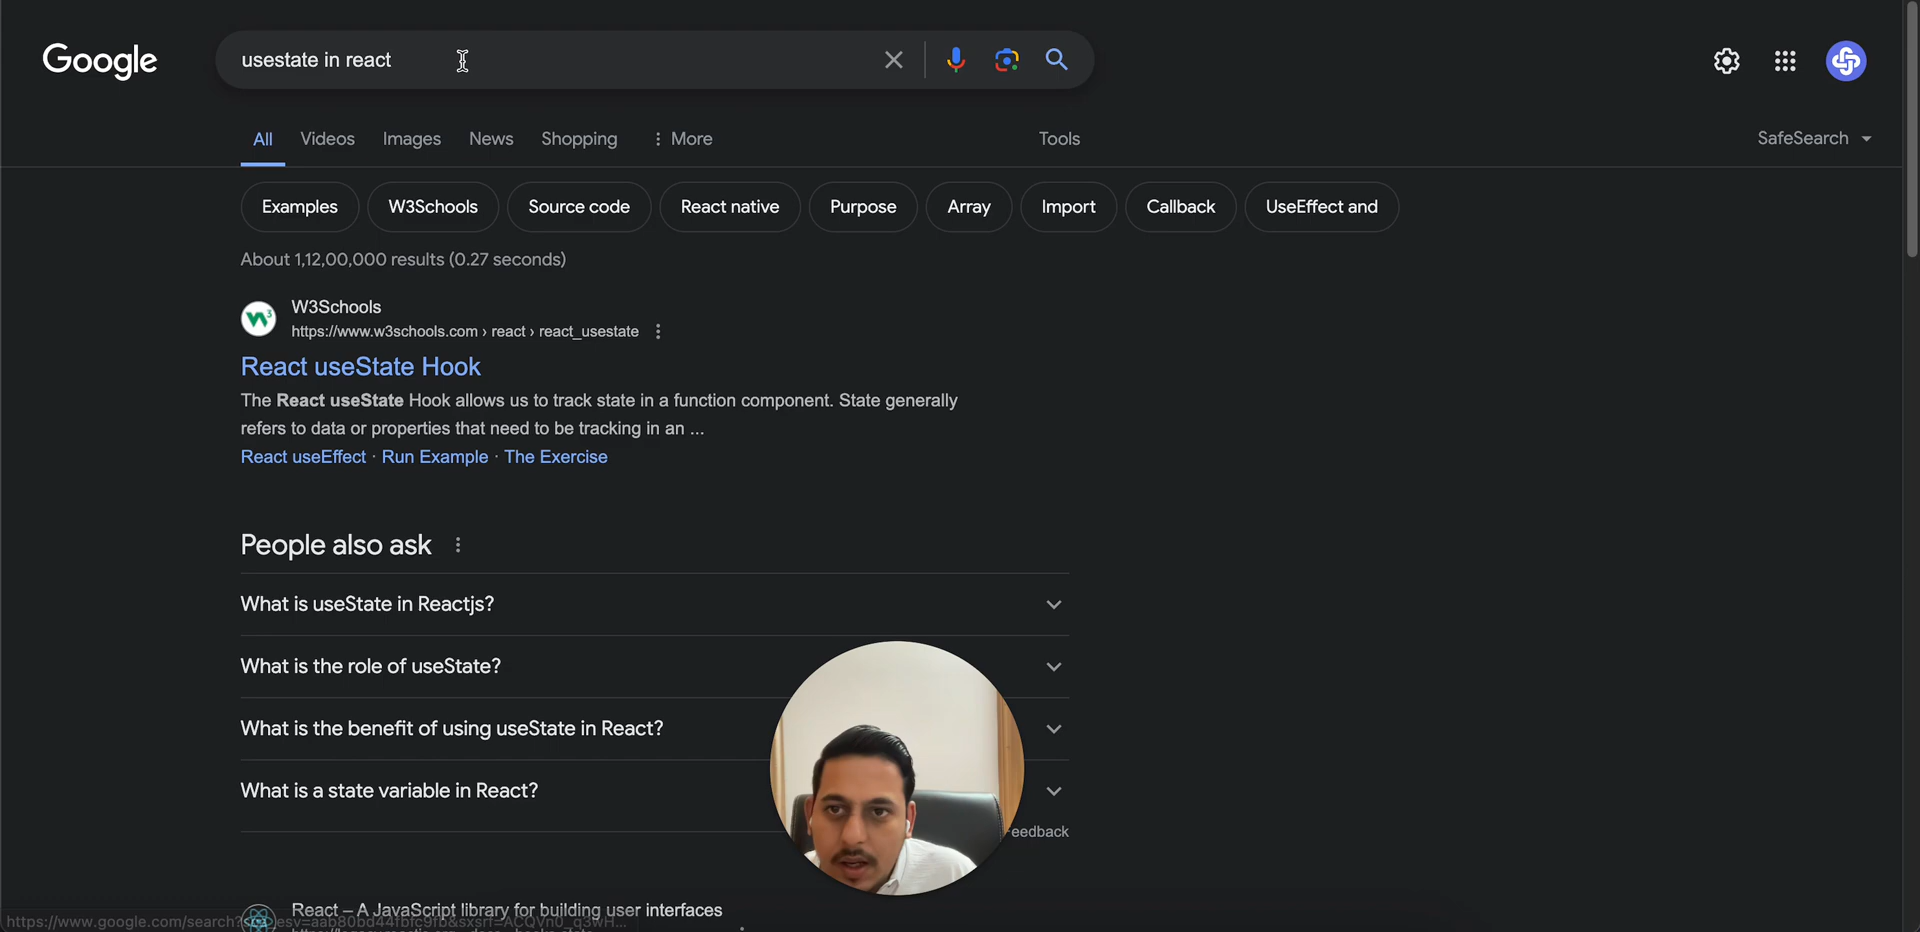 Google
usestate in react
All Videos Images News Shopping More Tools SafeSearch
Examples W3Schools Source code React native Purpose Array Import Callback UseEffect and
About 1,12,00,000 results (0.27 seconds)
W3Schools
https://www.w3schools.com › react › react_usestate
React useState Hook
The React useState Hook allows us to track state in a function component. State generally
refers to data or properties that need to be tracking in an ...
React useEffect · Run Example · The Exercise
People also ask
What is useState in Reactjs?
What is the role of useState?
What is the benefit of using useState in React?
What is a state variable in React?
eedback
React – A JavaScript library for building user interfaces
https://www.google.com/search?